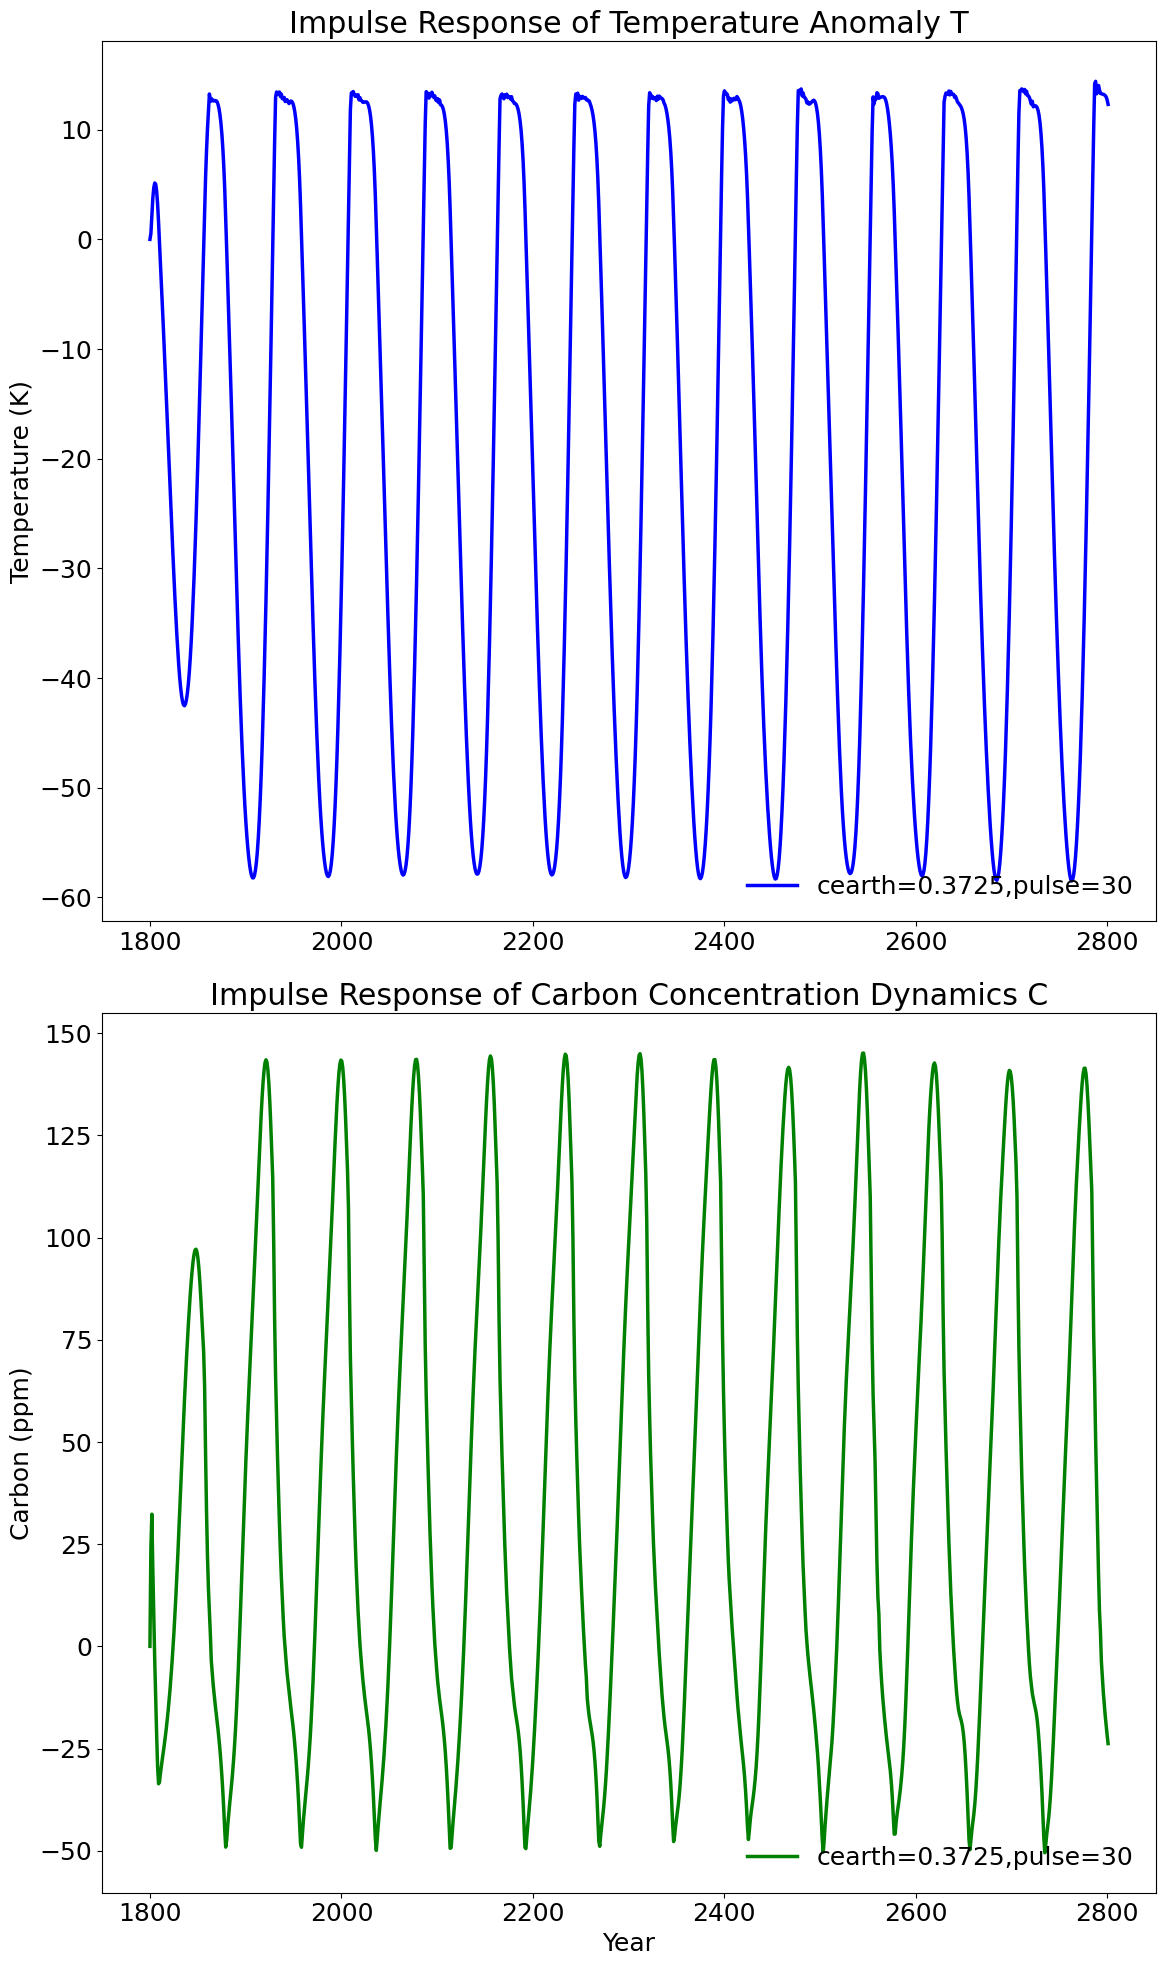 Impulse Response of Temperature Anomaly T
10
0
−10
−20
−30
−40
−50
−60
Temperature (K)
cearth=0.3725,pulse=30
1800 2000 2200 2400 2600 2800
Impulse Response of Carbon Concentration Dynamics C
150
125
100
75
50
25
0
−25
−50
Carbon (ppm)
cearth=0.3725,pulse=30
1800 2000 2200 2400 2600 2800
Year